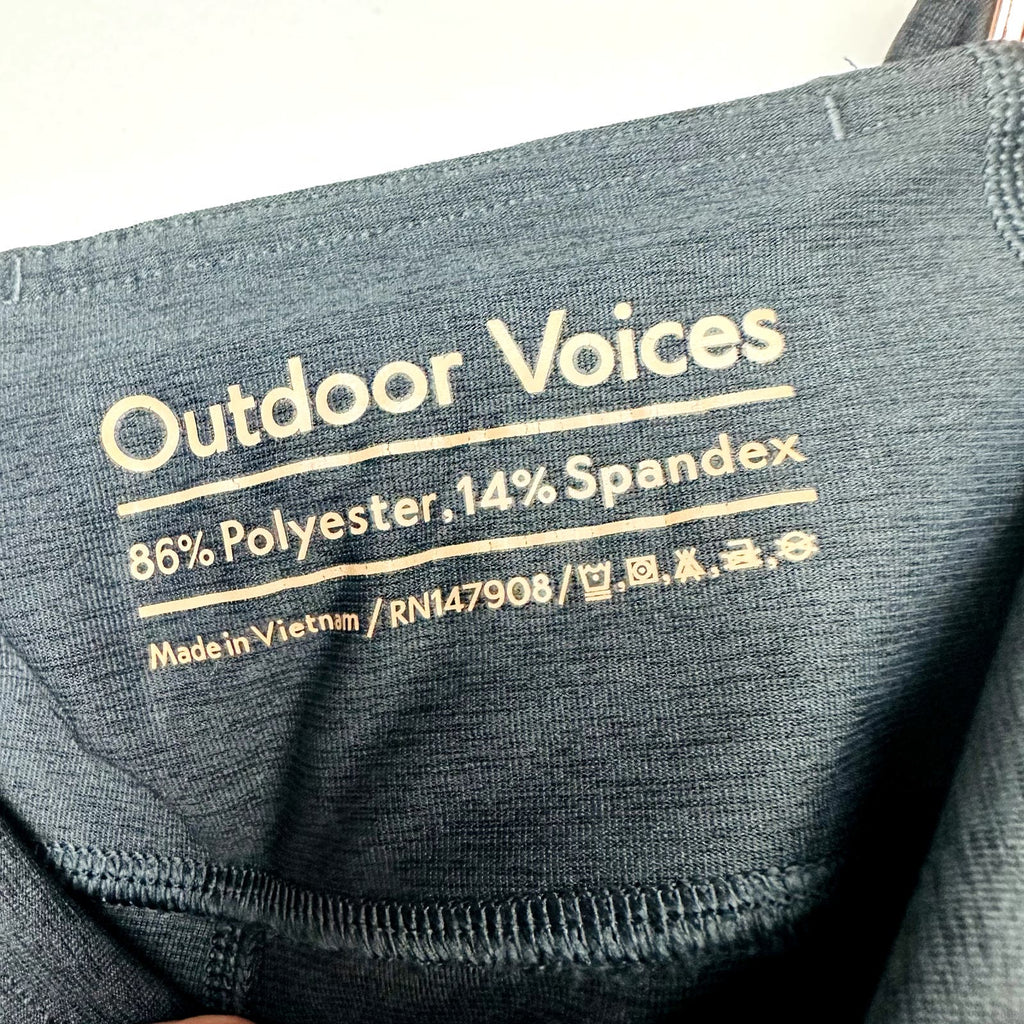 Outdoor Voices
86% Polyester, 14% Spandex
Made in Vietnam / RN147908 /